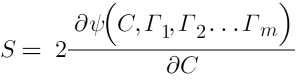 S = 2 ∂ψ(C, Γ₁, Γ₂ . . . Γₘ) / ∂C